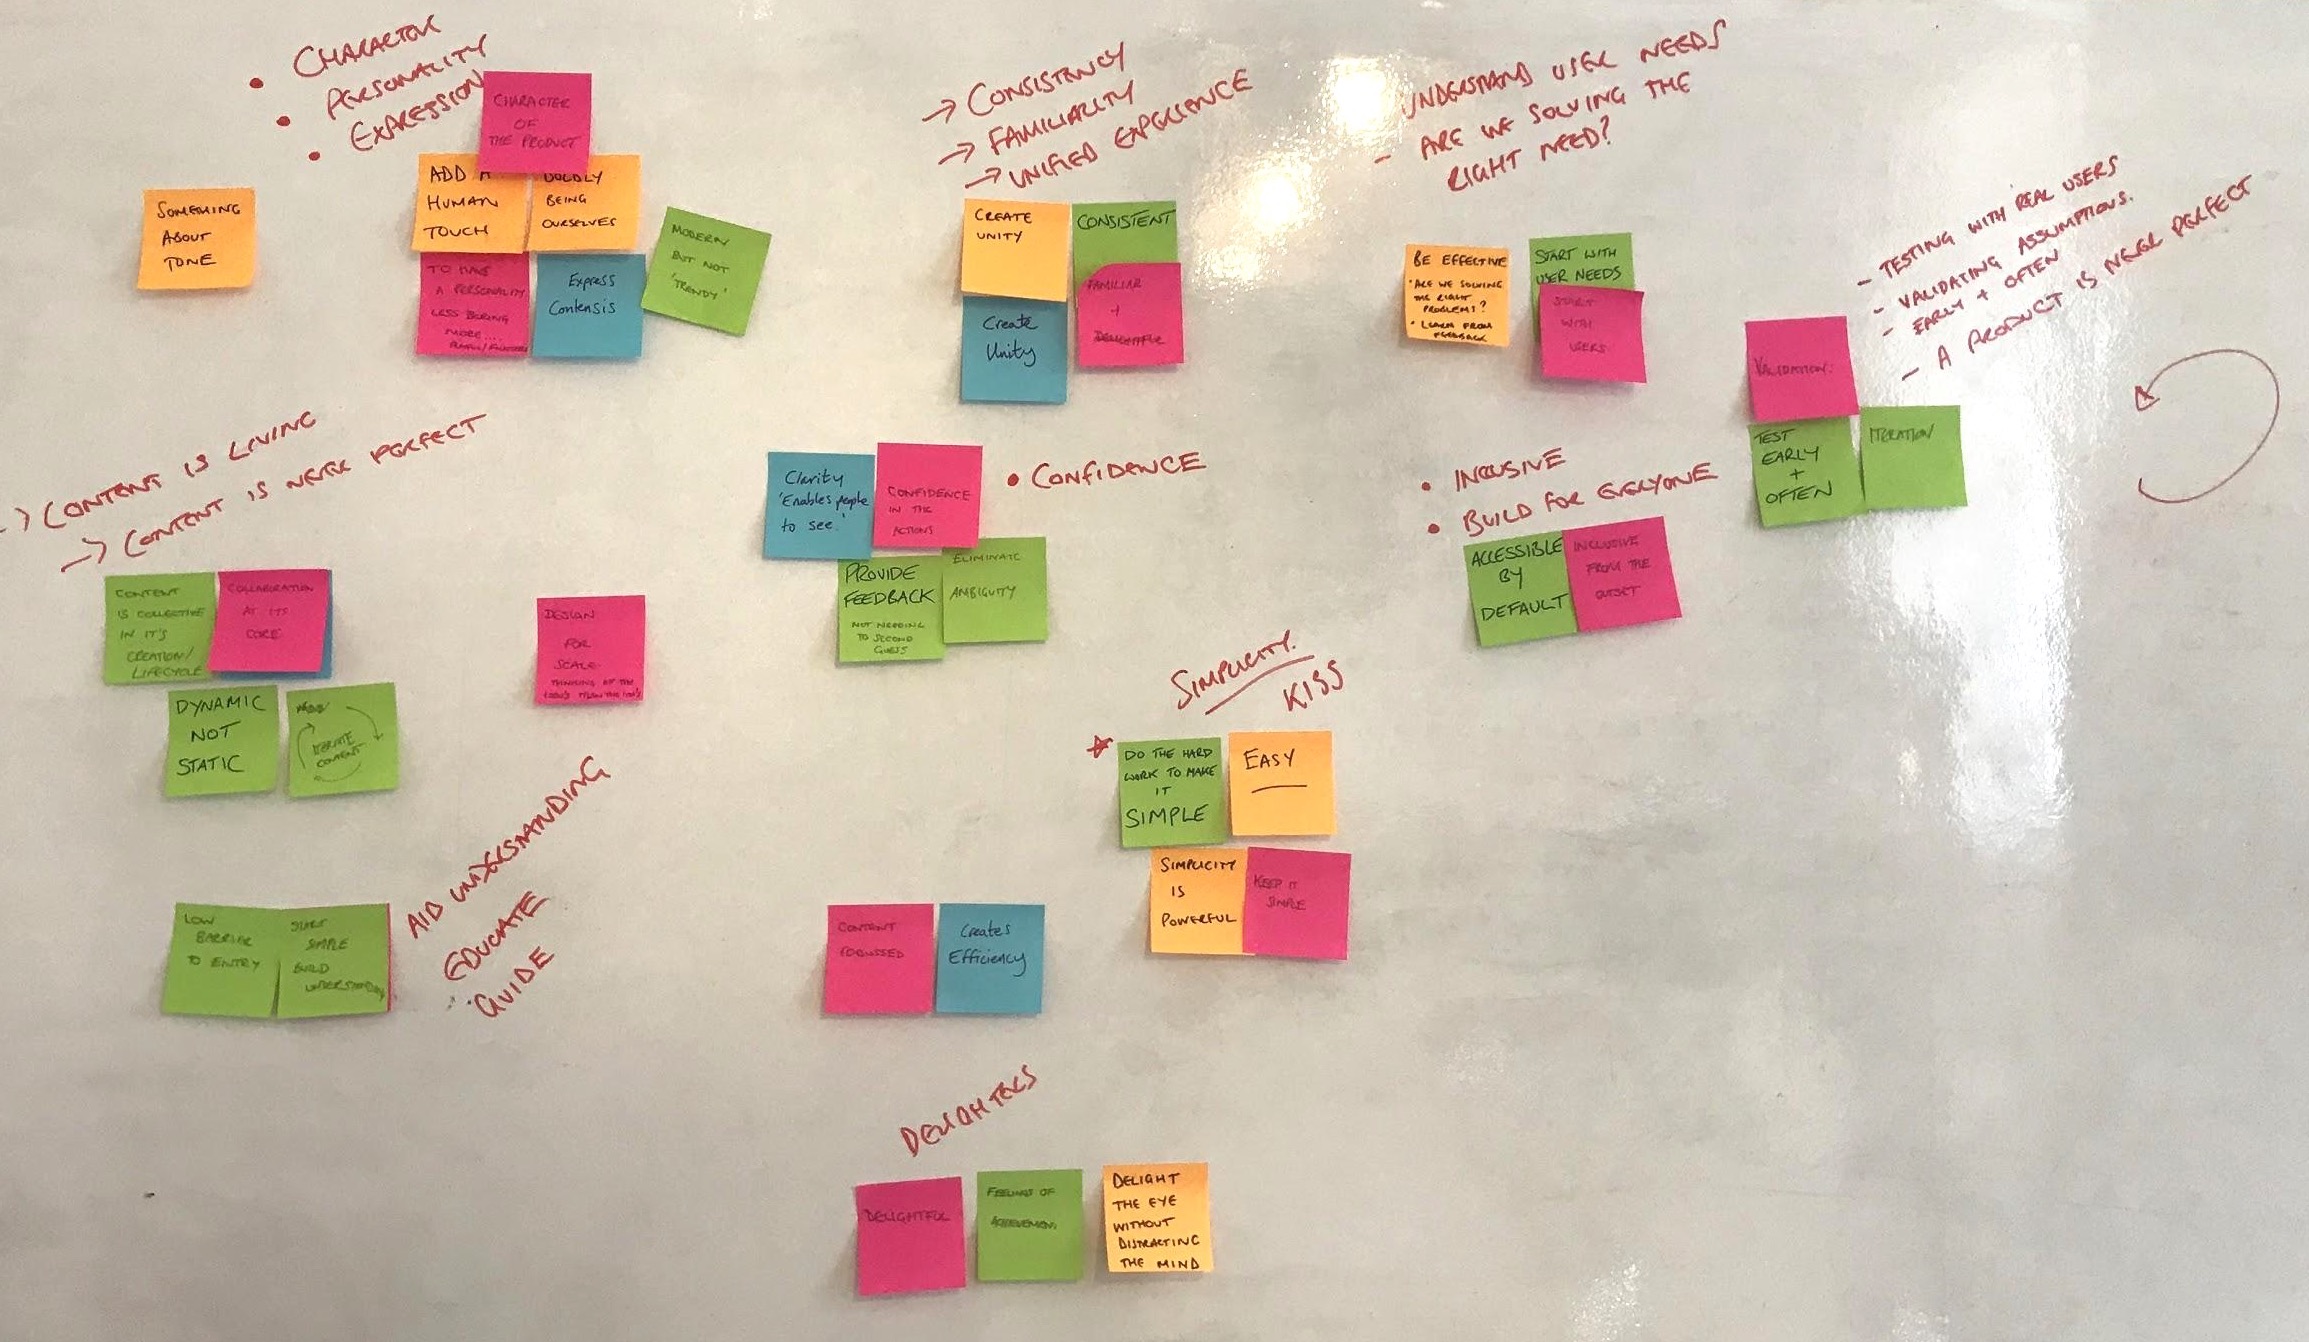 • CHARACTER
• PERSONALITY
• EXPRESSION
CHARACTER
OF
THE PRODUCT
SOMETHING
ABOUT
TONE
ADD A
HUMAN
TOUCH
BOLDLY
BEING
OURSELVES
TO HAVE
A PERSONALITY
LESS BORING
MORE....
Express
Contensis
MODERN
BUT NOT
'TRENDY'
→ CONSISTENCY
→ FAMILIARITY
→ UNIFIED EXPERIENCE
CREATE
UNITY
CONSISTENT
Create
Unity
FAMILIAR
+
DELIGHTFUL
UNDERSTAND USER NEEDS
- ARE WE SOLVING THE
RIGHT NEED?
BE EFFECTIVE
• ARE WE SOLVING
THE RIGHT
PROBLEMS?
• LEARN FROM
FEEDBACK
START WITH
USER NEEDS
START
WITH
USERS
- TESTING WITH REAL USERS
- VALIDATING ASSUMPTIONS.
- EARLY + OFTEN
- A PRODUCT IS NEVER PERFECT
VALIDATION.
TEST
EARLY
+
OFTEN
ITERATION
→ CONTENT IS LIVING
→ CONTENT IS NEVER PERFECT
CONTENT
IS COLLECTIVE
IN IT'S
CREATION/
LIFECYCLE
COLLABORATION
AT ITS
CORE
DYNAMIC
NOT
STATIC
ITERATE
CONTENT
DESIGN
FOR
SCALE
THINKING OF THE
Clarity
'Enables people
to see.'
CONFIDENCE
IN THE
ACTIONS
• CONFIDENCE
PROVIDE
FEEDBACK
NOT NEEDING
TO SECOND
GUESS
ELIMINATE
AMBIGUITY
• INCLUSIVE
• BUILD FOR EVERYONE
ACCESSIBLE
BY
DEFAULT
INCLUSIVE
FROM THE
OUTSET
SIMPLICITY.
KISS
DO THE HARD
WORK TO MAKE
IT
SIMPLE
EASY
SIMPLICITY
IS
POWERFUL
KEEP IT
SIMPLE
LOW
BARRIER
TO ENTRY
START
SIMPLE
BUILD
UNDERSTANDING
AID UNDERSTANDING
EDUCATE
GUIDE
CONTENT
FOCUSSED
Creates
Efficiency
DELIGHTERS
DELIGHTFUL
FEELINGS OF
ACHIEVEMENT
DELIGHT
THE EYE
WITHOUT
DISTRACTING
THE MIND